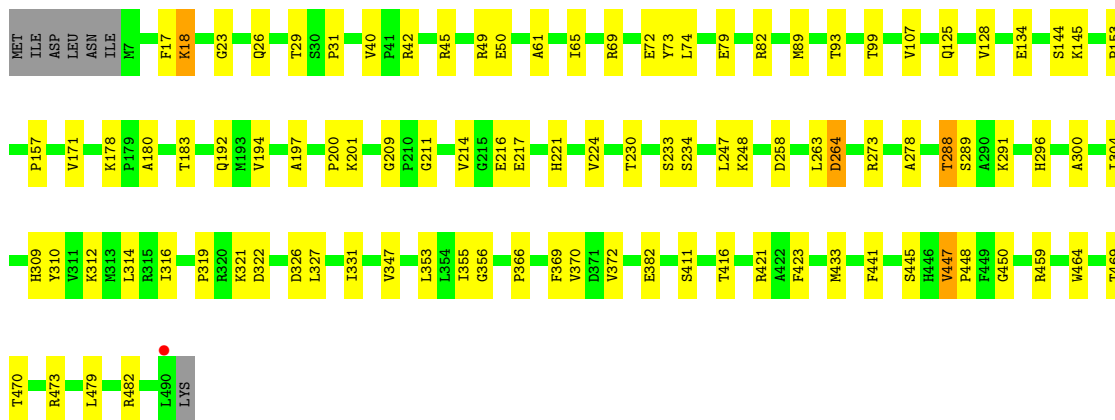 MET ILE ASP LEU ASN ILE M7 F17 K18 G23 Q26 T29 S30 P31 V40 P41 R42 R45 R49 E50 A61 I65 R69 E72 Y73 L74 E79 R82 M89 T93 T99 V107 Q125 V128 E134 S144 K145
P157 V171 K178 P179 A180 T183 Q192 M193 V194 A197 P200 K201 G209 P210 G211 V214 G215 E216 E217 H221 V224 T230 S233 S234 L247 K248 D258 L263 D264 R273 A278 T288 S289 A290 K291 H296 A300
H309 V310 V311 K312 M313 L314 R315 I316 P319 R320 K321 D322 D326 L327 I331 V347 L353 L354 I355 G356 P366 F369 V370 D371 V372 E382 S411 T416 R421 A422 F423 M433 F441 S445 H446 V447 P448 F449 G450 R459 W464
T470 R473 L479 R482 L490 LYS